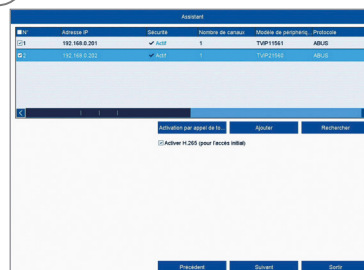 Assistant
N° Adresse IP Sécurité Nombre de canaux Modèle de périphériq... Protocole
1 192.168.0.201 Actif 1 TVIP11561 ABUS
2 192.168.0.202 Actif 1 TVIP21560 ABUS
Activation par appel de to... Ajouter Rechercher
Activer H.265 (pour l'accès initial)
Précédent Suivant Sortir